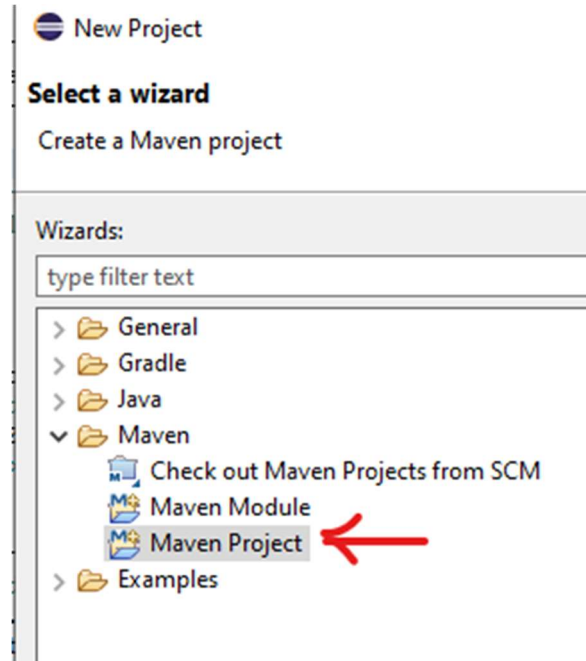 New Project
Select a wizard
Create a Maven project
Wizards:
type filter text
General
Gradle
Java
Maven
Check out Maven Projects from SCM
Maven Module
Maven Project
Examples